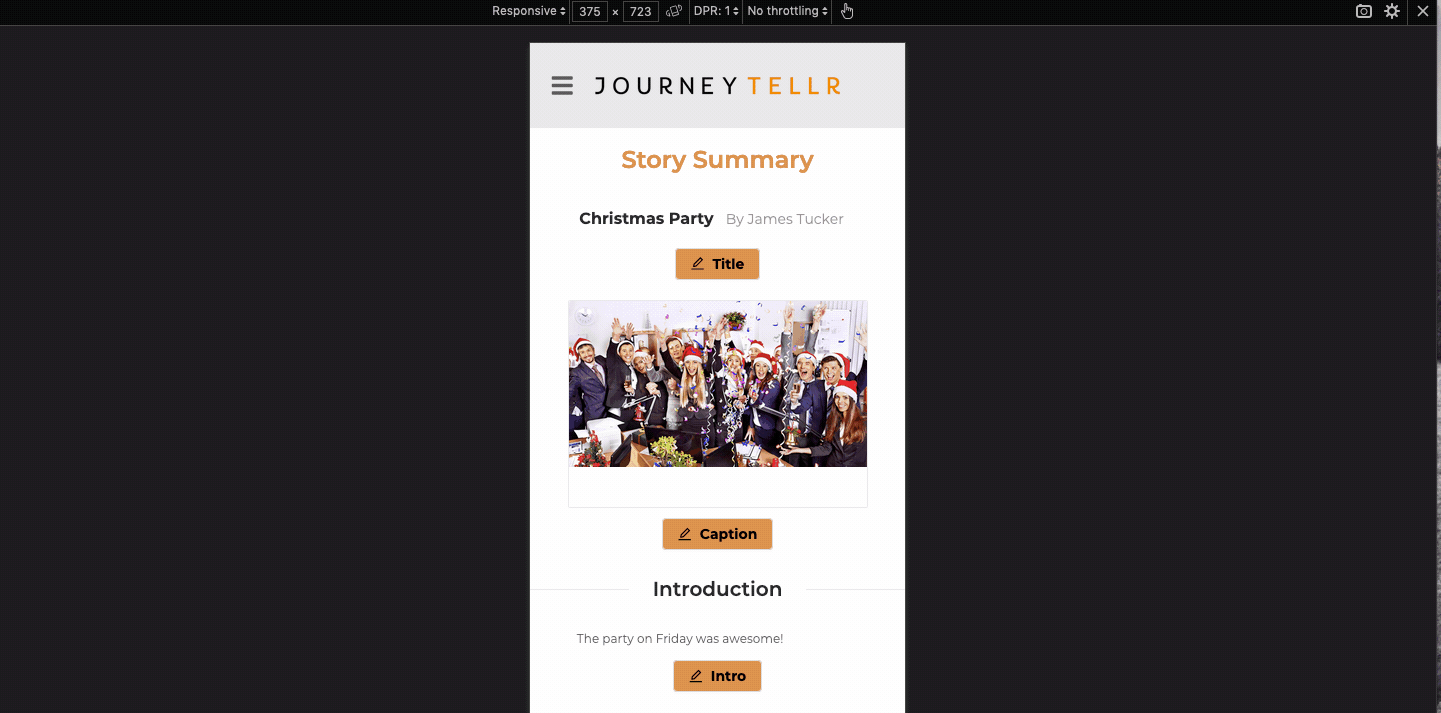 Responsive 375 × 723 DPR: 1 No throttling
JOURNEY TELLR
Story Summary
Christmas Party By James Tucker
Title
Caption
Introduction
The party on Friday was awesome!
Intro